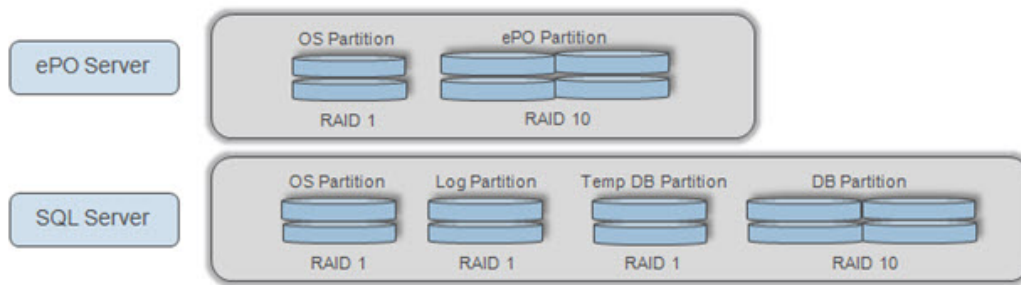 OS Partition ePO Partition
ePO Server
RAID 1 RAID 10
OS Partition Log Partition Temp DB Partition DB Partition
SQL Server
RAID 1 RAID 1 RAID 1 RAID 10